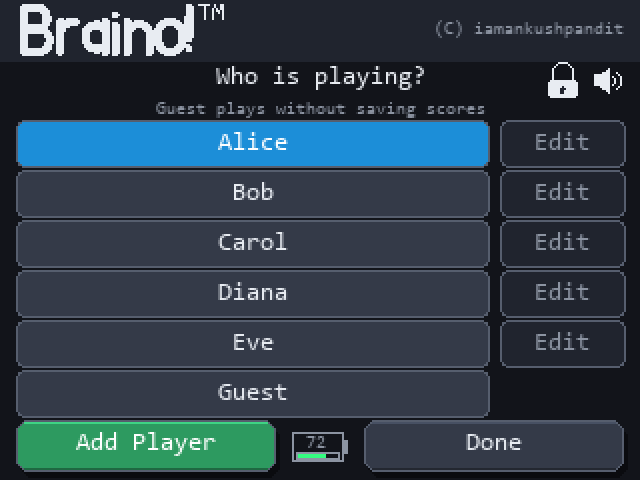 Braino!™
(C) iamankushpandit
Who is playing?
Guest plays without saving scores
Alice Edit
Bob Edit
Carol Edit
Diana Edit
Eve Edit
Guest
Add Player 72 Done